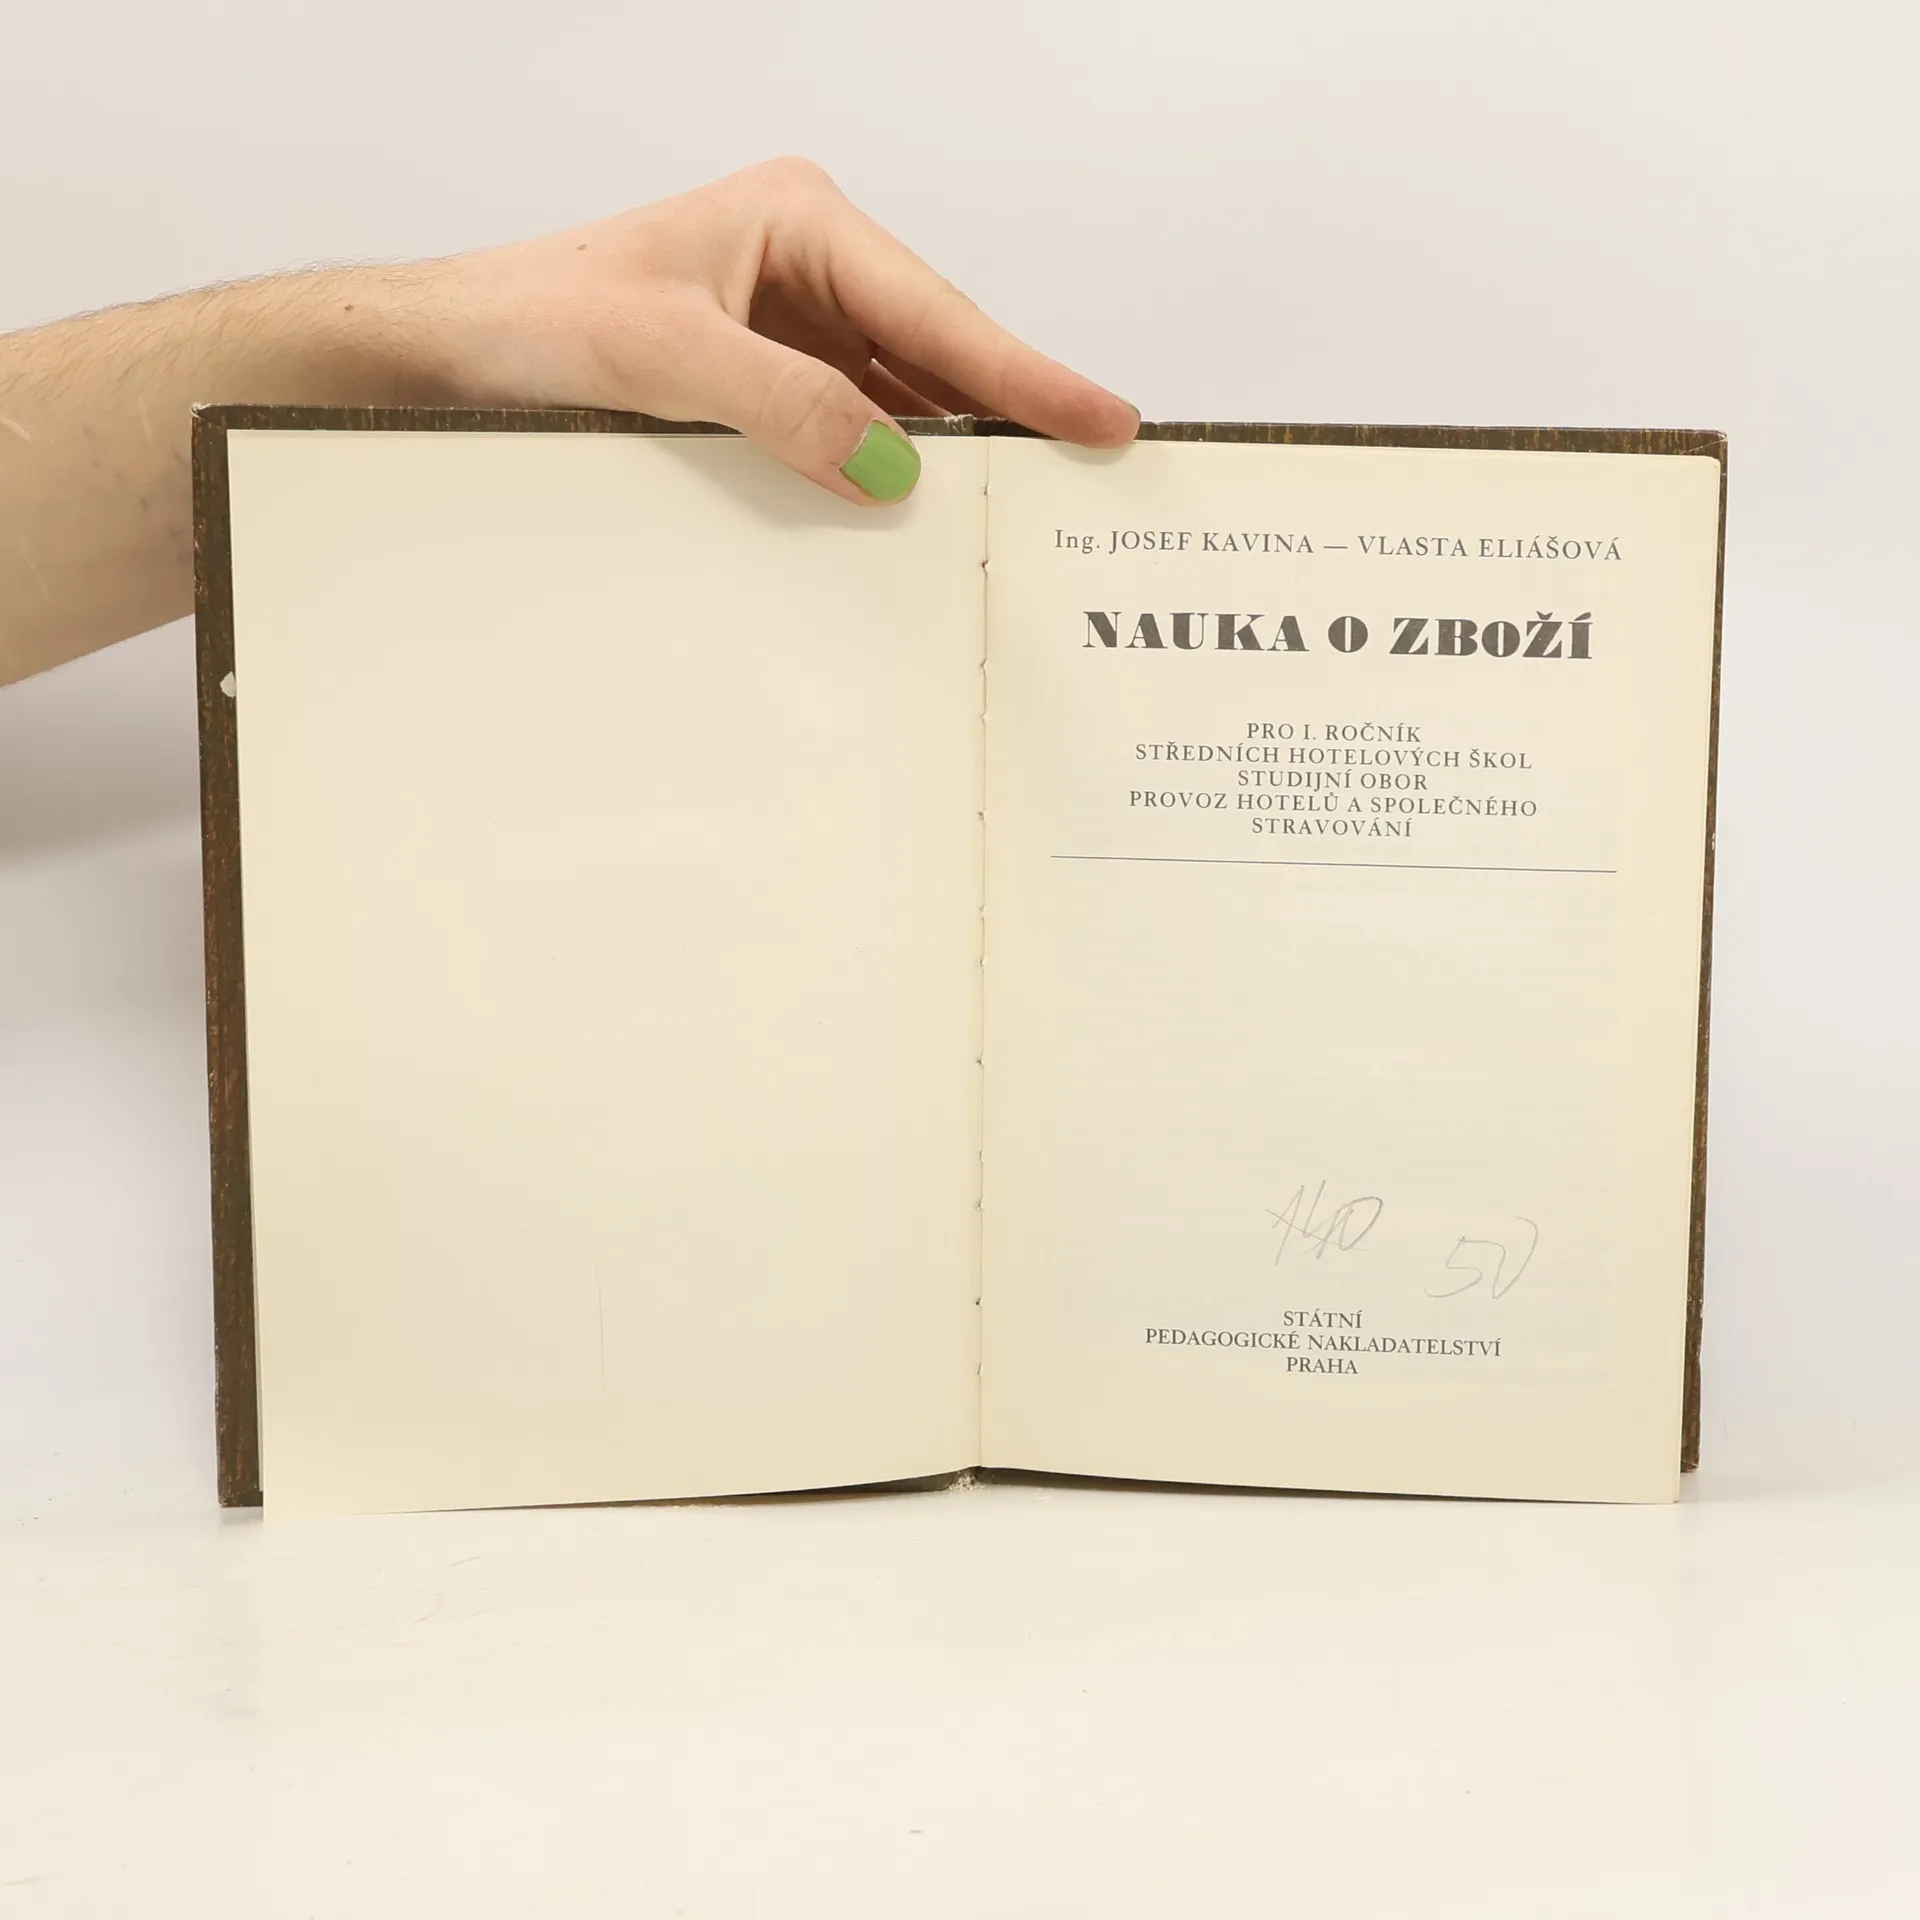 Ing. JOSEF KAVINA — VLASTA ELIÁŠOVÁ
NAUKA O ZBOŽÍ
PRO I. ROČNÍK
STŘEDNÍCH HOTELOVÝCH ŠKOL
STUDIJNÍ OBOR
PROVOZ HOTELŮ A SPOLEČNÉHO
STRAVOVÁNÍ
50
STÁTNÍ
PEDAGOGICKÉ NAKLADATELSTVÍ
PRAHA